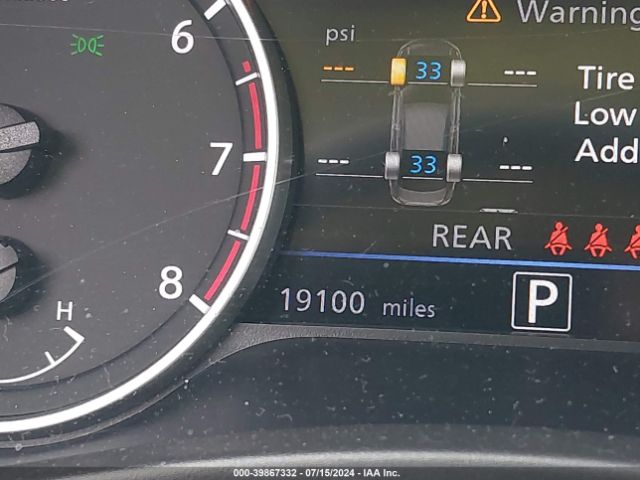 Warning
6
psi
--- 33 ---
Tire
Low
7
Add
--- 33 ---
REAR
8
19100 miles
P
H
000-39867332 - 07/15/2024 - IAA Inc.